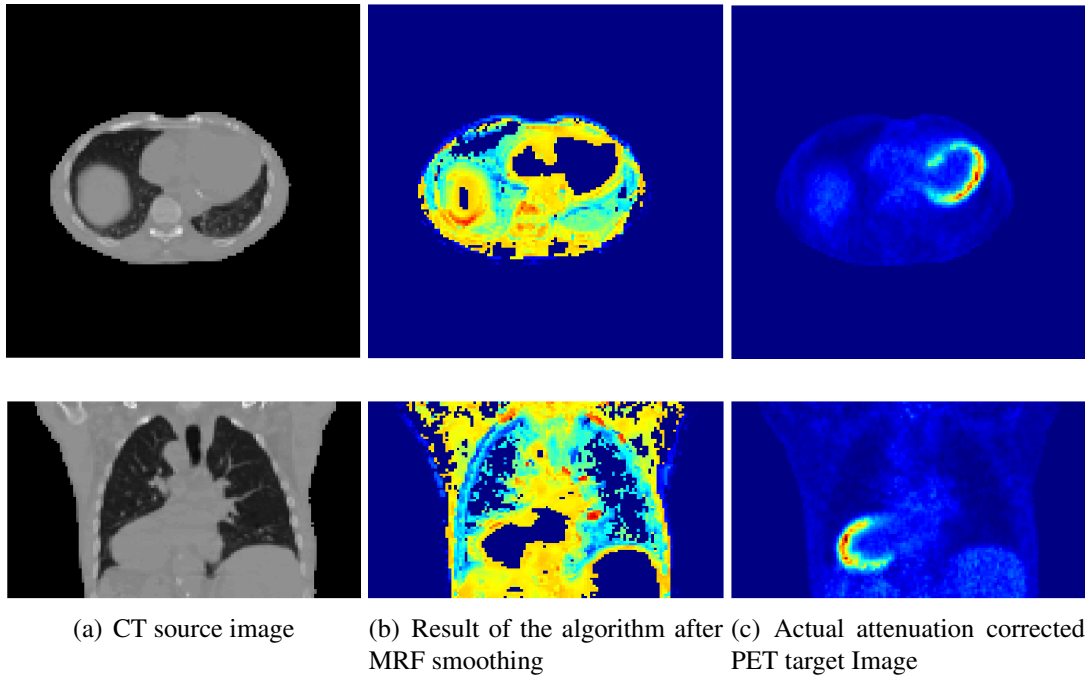 (a) CT source image
(b) Result of the algorithm after MRF smoothing
(c) Actual attenuation corrected PET target Image